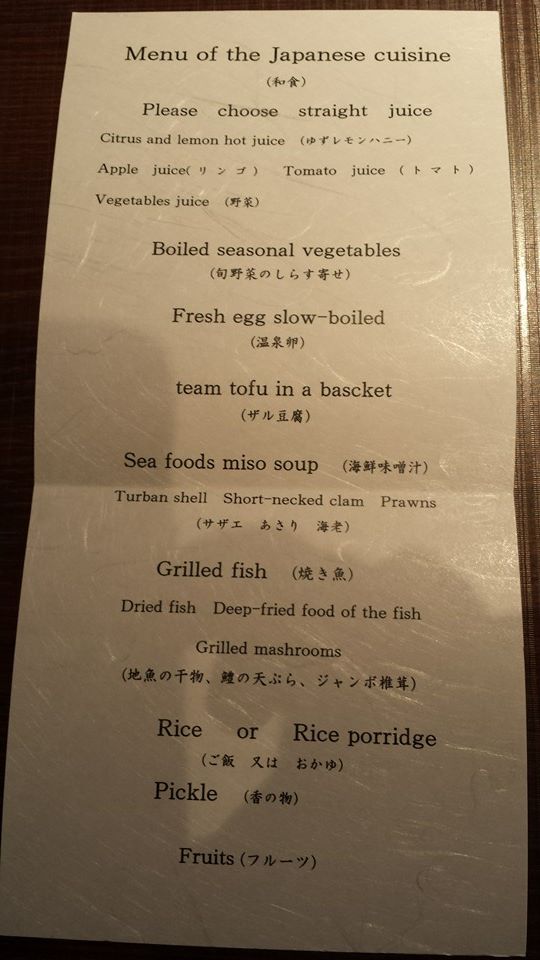 Menu of the Japanese cuisine
(和食)
Please choose straight juice
Citrus and lemon hot juice (ゆずレモンハニー)
Apple juice(リンゴ) Tomato juice (トマト)
Vegetables juice (野菜)
Boiled seasonal vegetables
(旬野菜のしらす寄せ)
Fresh egg slow-boiled
(温泉卵)
team tofu in a bascket
(ザル豆腐)
Sea foods miso soup (海鮮味噌汁)
Turban shell Short-necked clam Prawns
(サザエ あさり 海老)
Grilled fish (焼き魚)
Dried fish Deep-fried food of the fish
Grilled mashrooms
(地魚の干物、鱧の天ぷら、ジャンボ椎茸)
Rice or Rice porridge
(ご飯 又は おかゆ)
Pickle (香の物)
Fruits (フルーツ)